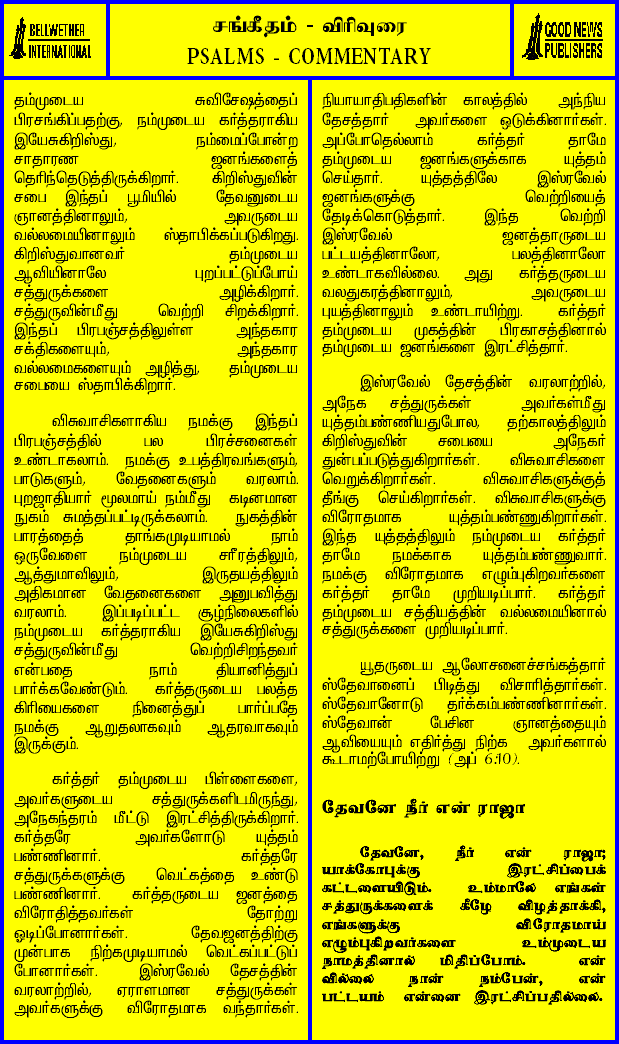 BELLWETHER
INTERNATIONAL
சங்கீதம் - விரிவுரை
PSALMS - COMMENTARY
GOOD NEWS
PUBLISHERS
தம்முடைய சுவிசேஷத்தைப்
பிரசங்கிப்பதற்கு, நம்முடைய கர்த்தராகிய
இயேசுகிறிஸ்து, நம்மைப்போன்ற
சாதாரண ஜனங்களைத்
தெரிந்தெடுத்திருக்கிறார். கிறிஸ்துவின்
சபை இந்தப் பூமியில் தேவனுடைய
ஞானத்தினாலும், அவருடைய
வல்லமையினாலும் ஸ்தாபிக்கப்படுகிறது.
கிறிஸ்துவானவர் தம்முடைய
ஆவியினாலே புறப்பட்டுப்போய்
சத்துருக்களை அழிக்கிறார்.
சத்துருவின்மீது வெற்றி சிறக்கிறார்.
இந்தப் பிரபஞ்சத்திலுள்ள அந்தகார
சக்திகளையும், அந்தகார
வல்லமைகளையும் அழித்து, தம்முடைய
சபையை ஸ்தாபிக்கிறார்.
விசுவாசிகளாகிய நமக்கு இந்தப்
பிரபஞ்சத்தில் பல பிரச்சனைகள்
உண்டாகலாம். நமக்கு உபத்திரவங்களும்,
பாடுகளும், வேதனைகளும் வரலாம்.
புறஜாதியார் மூலமாய் நம்மீது கடினமான
நுகம் சுமத்தப்பட்டிருக்கலாம். நுகத்தின்
பாரத்தைத் தாங்கமுடியாமல் நாம்
ஒருவேளை நம்முடைய சரீரத்திலும்,
ஆத்துமாவிலும், இருதயத்திலும்
அதிகமான வேதனைகளை அனுபவித்து
வரலாம். இப்படிப்பட்ட சூழ்நிலைகளில்
நம்முடைய கர்த்தராகிய இயேசுகிறிஸ்து
சத்துருவின்மீது வெற்றிசிறந்தவர்
என்பதை நாம் தியானித்துப்
பார்க்கவேண்டும். கர்த்தருடைய பலத்த
கிரியைகளை நினைத்துப் பார்ப்பதே
நமக்கு ஆறுதலாகவும் ஆதரவாகவும்
இருக்கும்.
கர்த்தர் தம்முடைய பிள்ளைகளை,
அவர்களுடைய சத்துருக்களிடமிருந்து,
அநேகந்தரம் மீட்டு இரட்சித்திருக்கிறார்.
கர்த்தரே அவர்களோடு யுத்தம்
பண்ணினார். கர்த்தரே
சத்துருக்களுக்கு வெட்கத்தை உண்டு
பண்ணினார். கர்த்தருடைய ஜனத்தை
விரோதித்தவர்கள் தோற்று
ஓடிப்போனார்கள். தேவஜனத்திற்கு
முன்பாக நிற்கமுடியாமல் வெட்கப்பட்டுப்
போனார்கள். இஸ்ரவேல் தேசத்தின்
வரலாற்றில், ஏராளமான சத்துருக்கள்
அவர்களுக்கு விரோதமாக வந்தார்கள்.
நியாயாதிபதிகளின் காலத்தில் அந்நிய
தேசத்தார் அவர்களை ஒடுக்கினார்கள்.
அப்போதெல்லாம் கர்த்தர் தாமே
தம்முடைய ஜனங்களுக்காக யுத்தம்
செய்தார். யுத்தத்திலே இஸ்ரவேல்
ஜனங்களுக்கு வெற்றியைத்
தேடிக்கொடுத்தார். இந்த வெற்றி
இஸ்ரவேல் ஜனத்தாருடைய
பட்டயத்தினாலோ, பலத்தினாலோ
உண்டாகவில்லை. அது கர்த்தருடைய
வலதுகரத்தினாலும், அவருடைய
புயத்தினாலும் உண்டாயிற்று. கர்த்தர்
தம்முடைய முகத்தின் பிரகாசத்தினால்
தம்முடைய ஜனங்களை இரட்சித்தார்.
இஸ்ரவேல் தேசத்தின் வரலாற்றில்,
அநேக சத்துருக்கள் அவர்கள்மீது
யுத்தம்பண்ணியதுபோல, தற்காலத்திலும்
கிறிஸ்துவின் சபையை அநேகர்
துன்பப்படுத்துகிறார்கள். விசுவாசிகளை
வெறுக்கிறார்கள். விசுவாசிகளுக்குத்
தீங்கு செய்கிறார்கள். விசுவாசிகளுக்கு
விரோதமாக யுத்தம்பண்ணுகிறார்கள்.
இந்த யுத்தத்திலும் நம்முடைய கர்த்தர்
தாமே நமக்காக யுத்தம்பண்ணுவார்.
நமக்கு விரோதமாக எழும்புகிறவர்களை
கர்த்தர் தாமே முறியடிப்பார். கர்த்தர்
தம்முடைய சத்தியத்தின் வல்லமையினால்
சத்துருக்களை முறியடிப்பார்.
யூதருடைய ஆலோசனைச்சங்கத்தார்
ஸ்தேவானைப் பிடித்து விசாரித்தார்கள்.
ஸ்தேவானோடு தர்க்கம்பண்ணினார்கள்.
ஸ்தேவான் பேசின ஞானத்தையும்
ஆவியையும் எதிர்த்து நிற்க அவர்களால்
கூடாமற்போயிற்று (அப் 6:10).
தேவனே நீர் என் ராஜா
தேவனே, நீர் என் ராஜா;
யாக்கோபுக்கு இரட்சிப்பைக்
கட்டளையிடும். உம்மாலே எங்கள்
சத்துருக்களைக் கீழே விழத்தாக்கி,
எங்களுக்கு விரோதமாய்
எழும்புகிறவர்களை உம்முடைய
நாமத்தினால் மிதிப்போம். என்
வில்லை நான் நம்பேன், என்
பட்டயம் என்னை இரட்சிப்பதில்லை.